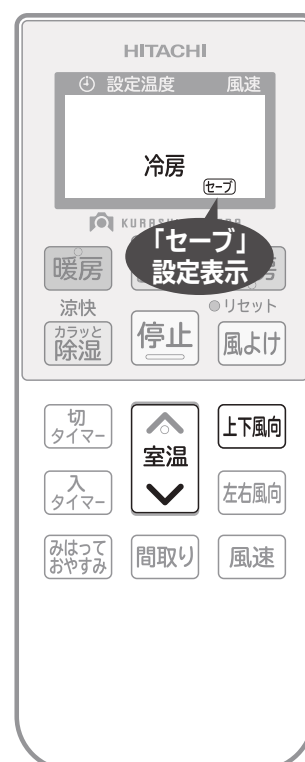 HITACHI
設定温度 風速
冷房
セーブ
「セーブ」
設定表示
暖房
涼快
カラッと
除湿
停止
リセット
風よけ
切
タイマー
室温
上下風向
入
タイマー
左右風向
みはって
おやすみ
間取り
風速